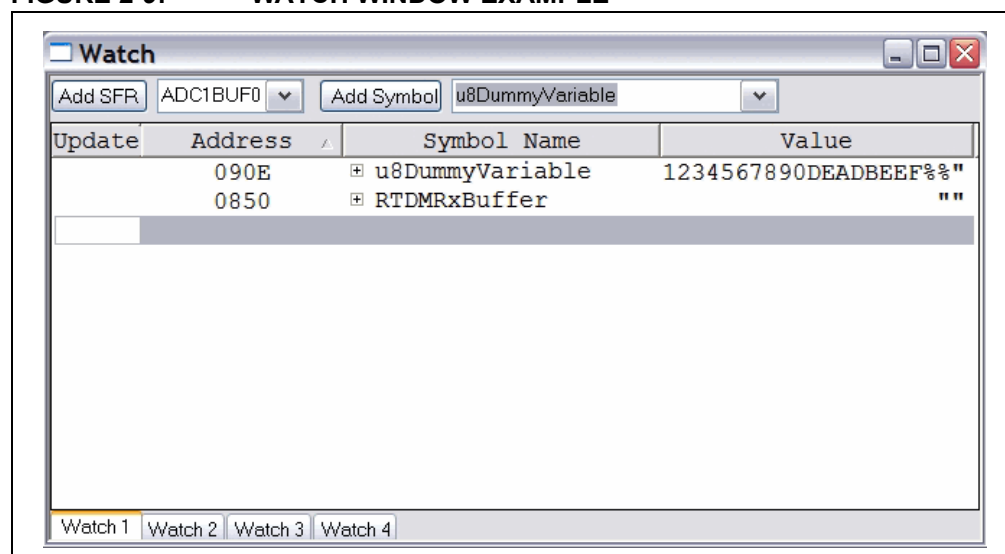 Watch
Add SFR ADC1BUF0 Add Symbol u8DummyVariable
Update Address Symbol Name Value
090E u8DummyVariable 1234567890DEADBEEF%%"
0850 RTDMRxBuffer ""
Watch 1 Watch 2 Watch 3 Watch 4